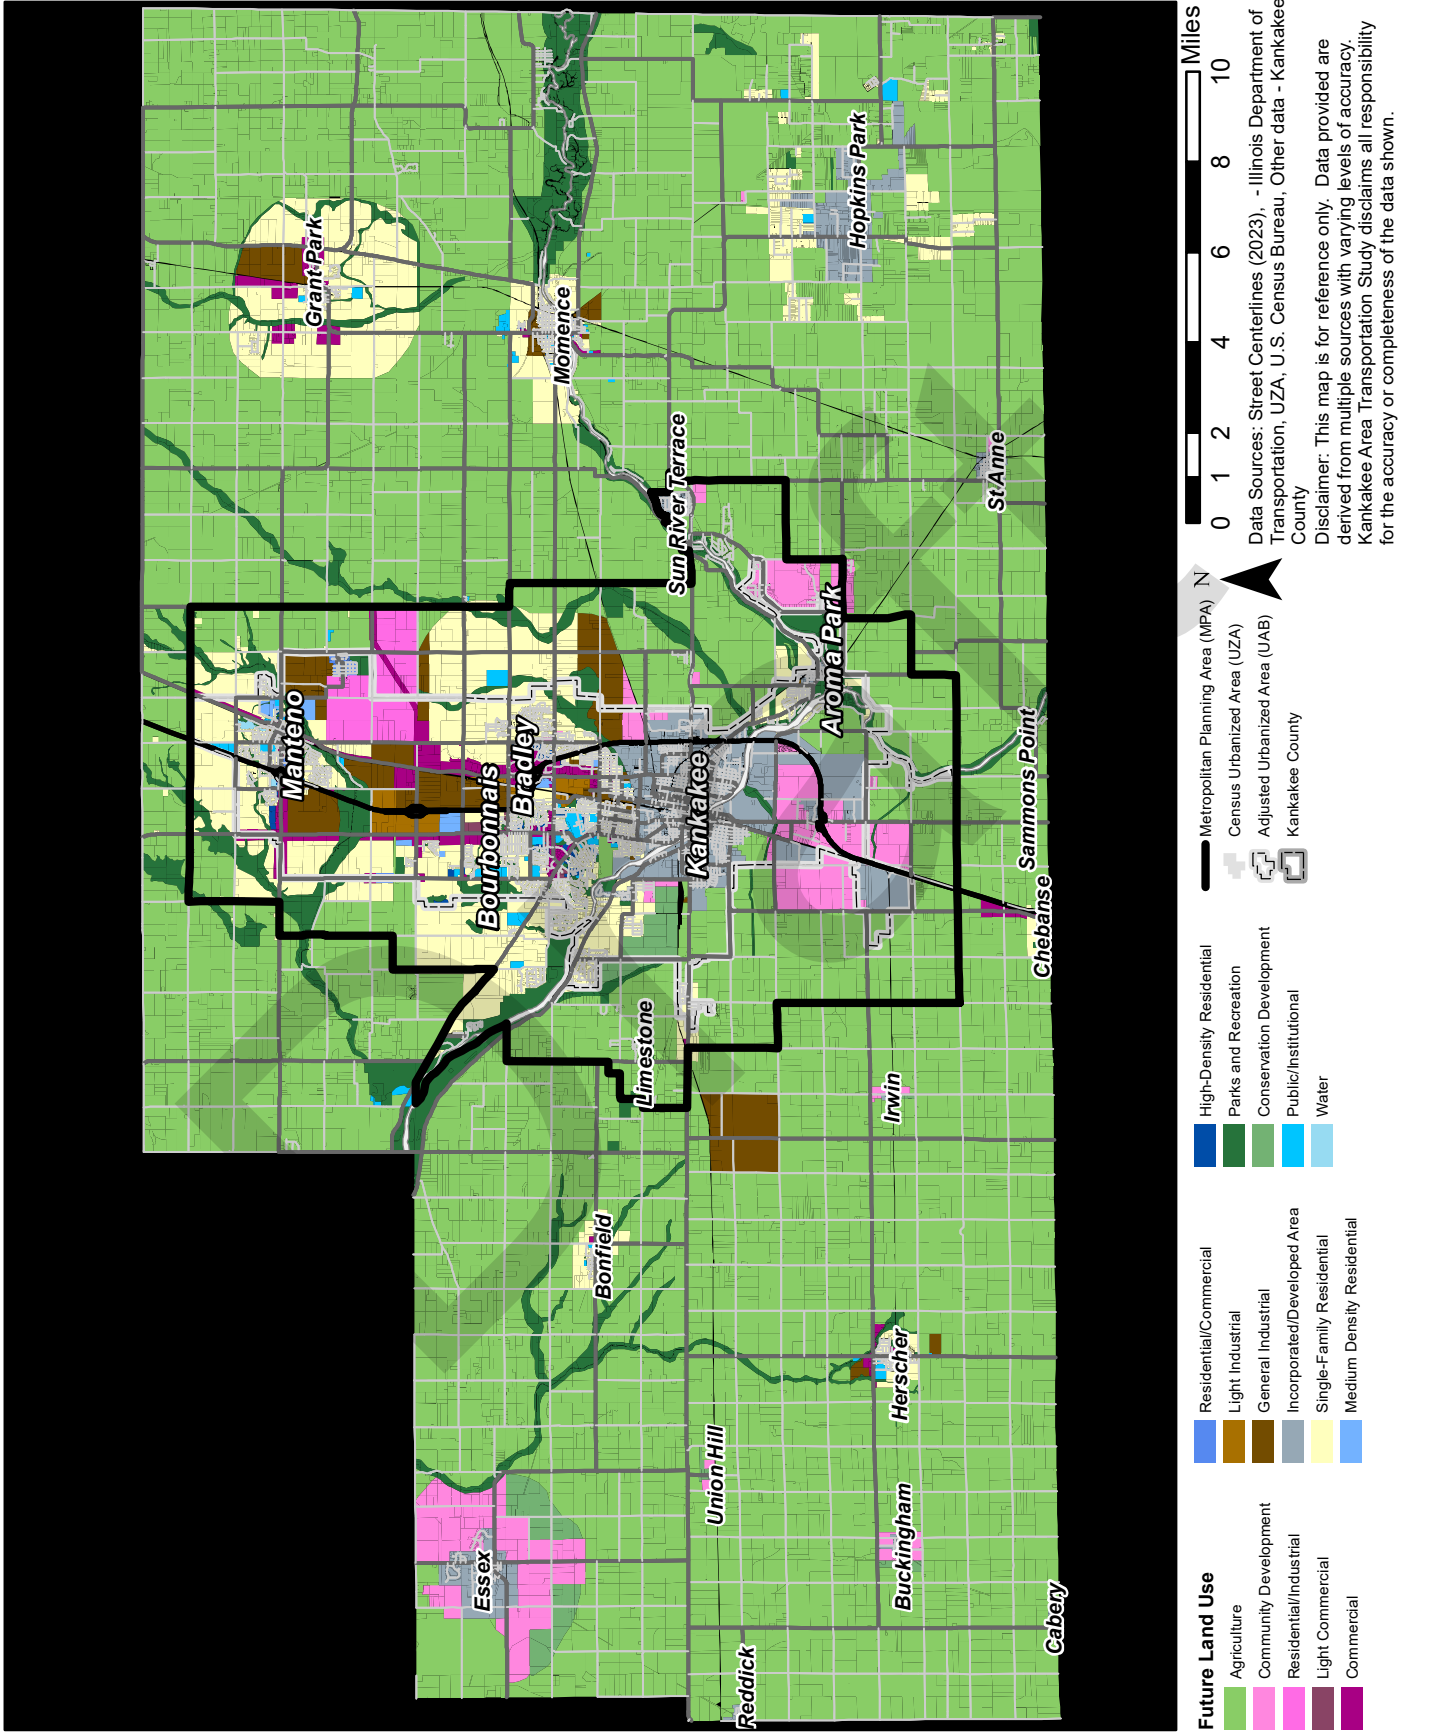 Grant Park
Momence
Hopkins Park
Sun River Terrace
St Anne
Manteno
Bourbonnais
Bradley
Kankakee
Aroma Park
Sammons Point
Chebanse
Limestone
Irwin
Bonfield
Herscher
Union Hill
Essex
Buckingham
Reddick
Cabery
DRAFT
Future Land Use
Agriculture
Community Development
Residential/Industrial
Light Commercial
Commercial
Residential/Commercial
Light Industrial
General Industrial
Incorporated/Developed Area
Single-Family Residential
Medium Density Residential
High-Density Residential
Parks and Recreation
Conservation Development
Public/Institutional
Water
Metropolitan Planning Area (MPA)
Census Urbanized Area (UZA)
Adjusted Urbanized Area (UAB)
Kankakee County
N
0 1 2 4 6 8 10
Miles
Data Sources: Street Centerlines (2023), - Illinois Department of
Transportation, UZA, U.S. Census Bureau, Other data - Kankakee
County
Disclaimer: This map is for reference only. Data provided are
derived from multiple sources with varying levels of accuracy.
Kankakee Area Transportation Study disclaims all responsibility
for the accuracy or completeness of the data shown.